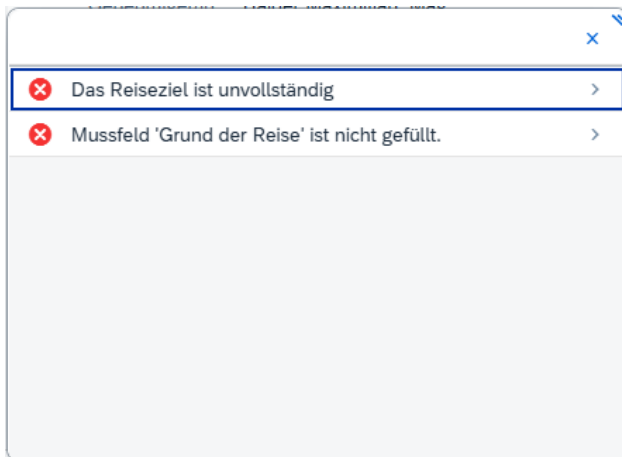 Das Reiseziel ist unvollständig
Mussfeld 'Grund der Reise' ist nicht gefüllt.